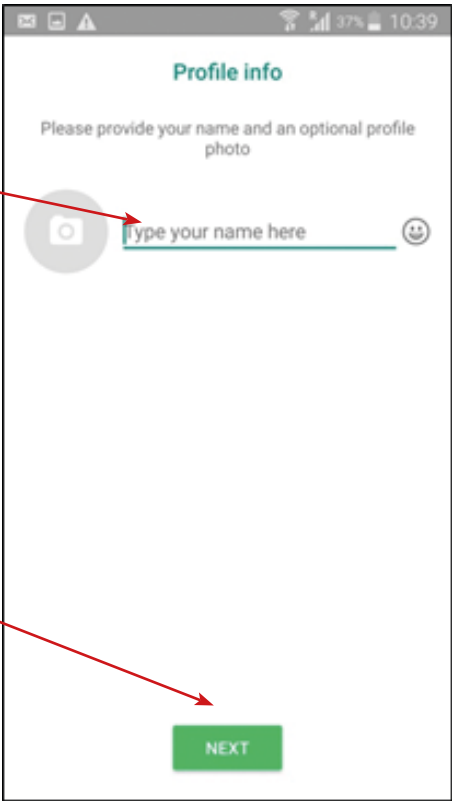 37% 10:39
Profile info
Please provide your name and an optional profile
photo
Type your name here
NEXT